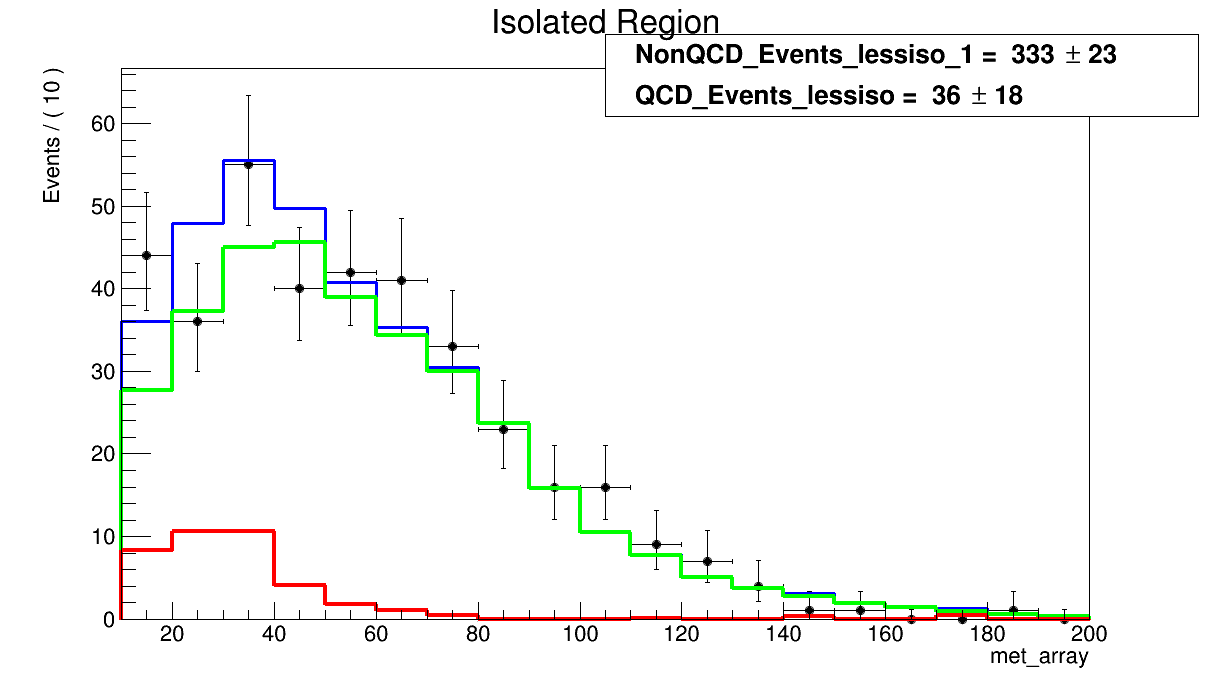 Isolated Region
NonQCD_Events_lessiso_1 = 333 ± 23
QCD_Events_lessiso = 36 ± 18
Events / ( 10 )
60
50
40
30
20
10
0
20 40 60 80 100 120 140 160 180 200
met_array